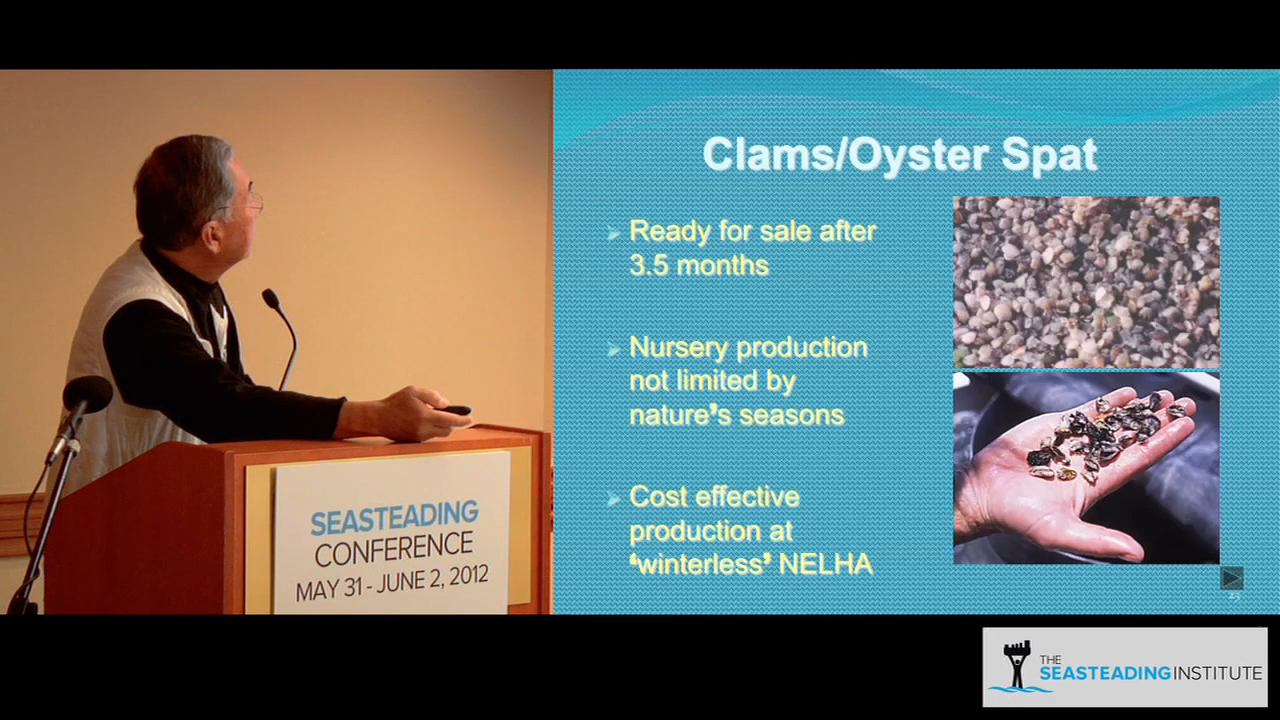 Clams/Oyster Spat
Ready for sale after
3.5 months
Nursery production
not limited by
nature’s seasons
Cost effective
production at
‘winterless’ NELHA
SEASTEADING
CONFERENCE
MAY 31 - JUNE 2, 2012
THE
SEASTEADING INSTITUTE